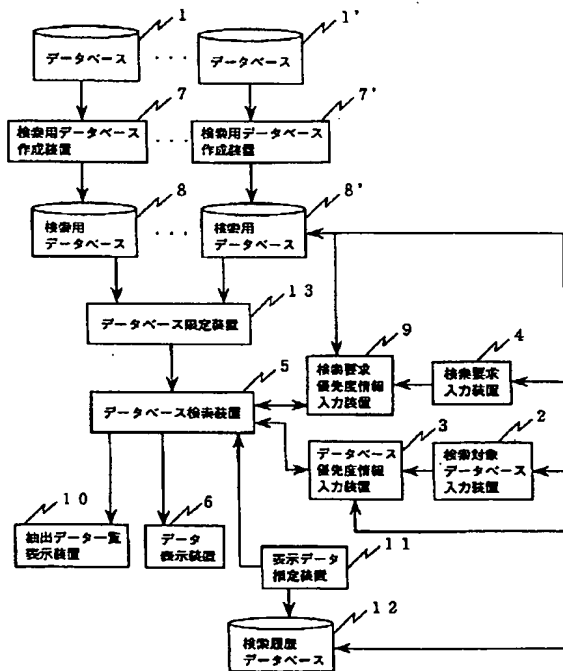 1
1'
データベース
データベース
7
7'
検索用データベース
作成装置
検索用データベース
作成装置
8
8'
検索用
データベース
検索用
データベース
13
データベース限定装置
9
4
5
検索要求
優先度情報
入力装置
検索要求
入力装置
データベース検索装置
3
2
データベース
優先度情報
入力装置
検索対象
データベース
入力装置
10
6
抽出データ一覧
表示装置
データ
表示装置
11
表示データ
指定装置
12
検索履歴
データベース